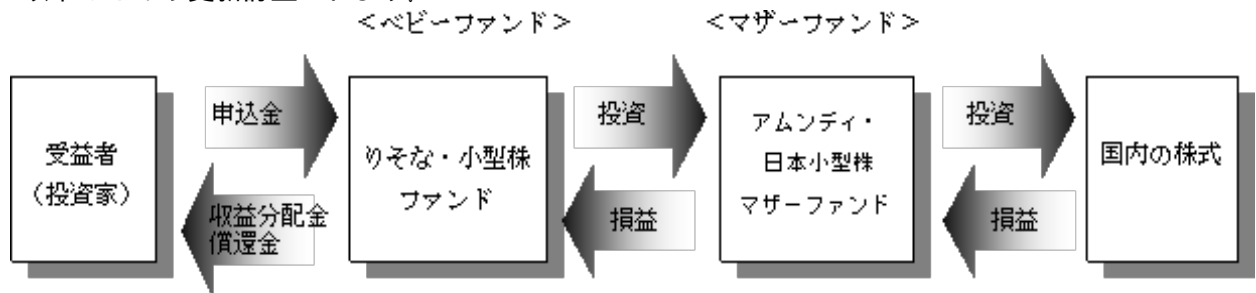 <ベビーファンド>
<マザーファンド>
受益者
（投資家）
申込金
収益分配金
償還金
りそな・小型株
ファンド
投資
損益
アムンディ・
日本小型株
マザーファンド
投資
損益
国内の株式